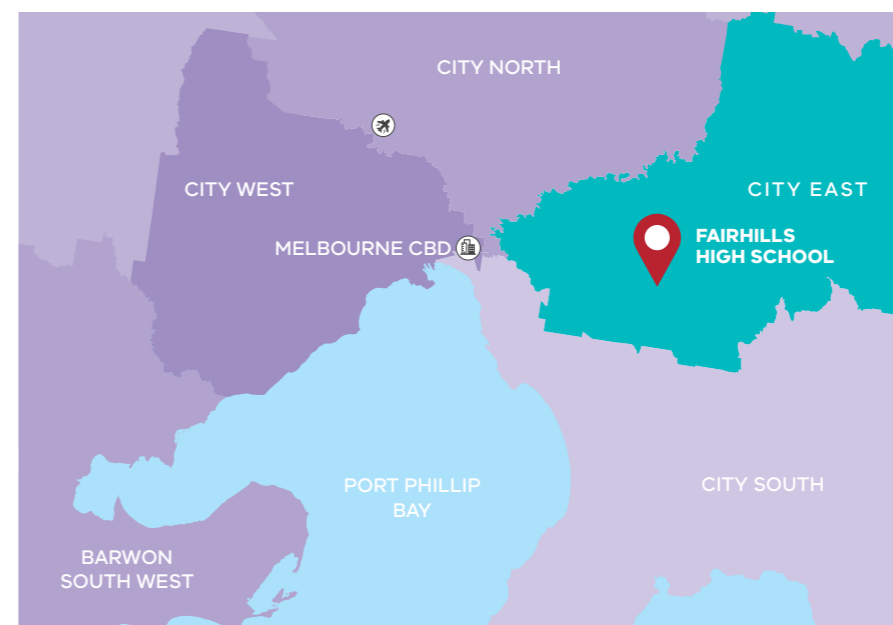 CITY NORTH
CITY WEST
CITY EAST
MELBOURNE CBD
FAIRHILLS
HIGH SCHOOL
PORT PHILLIP
BAY
CITY SOUTH
BARWON
SOUTH WEST